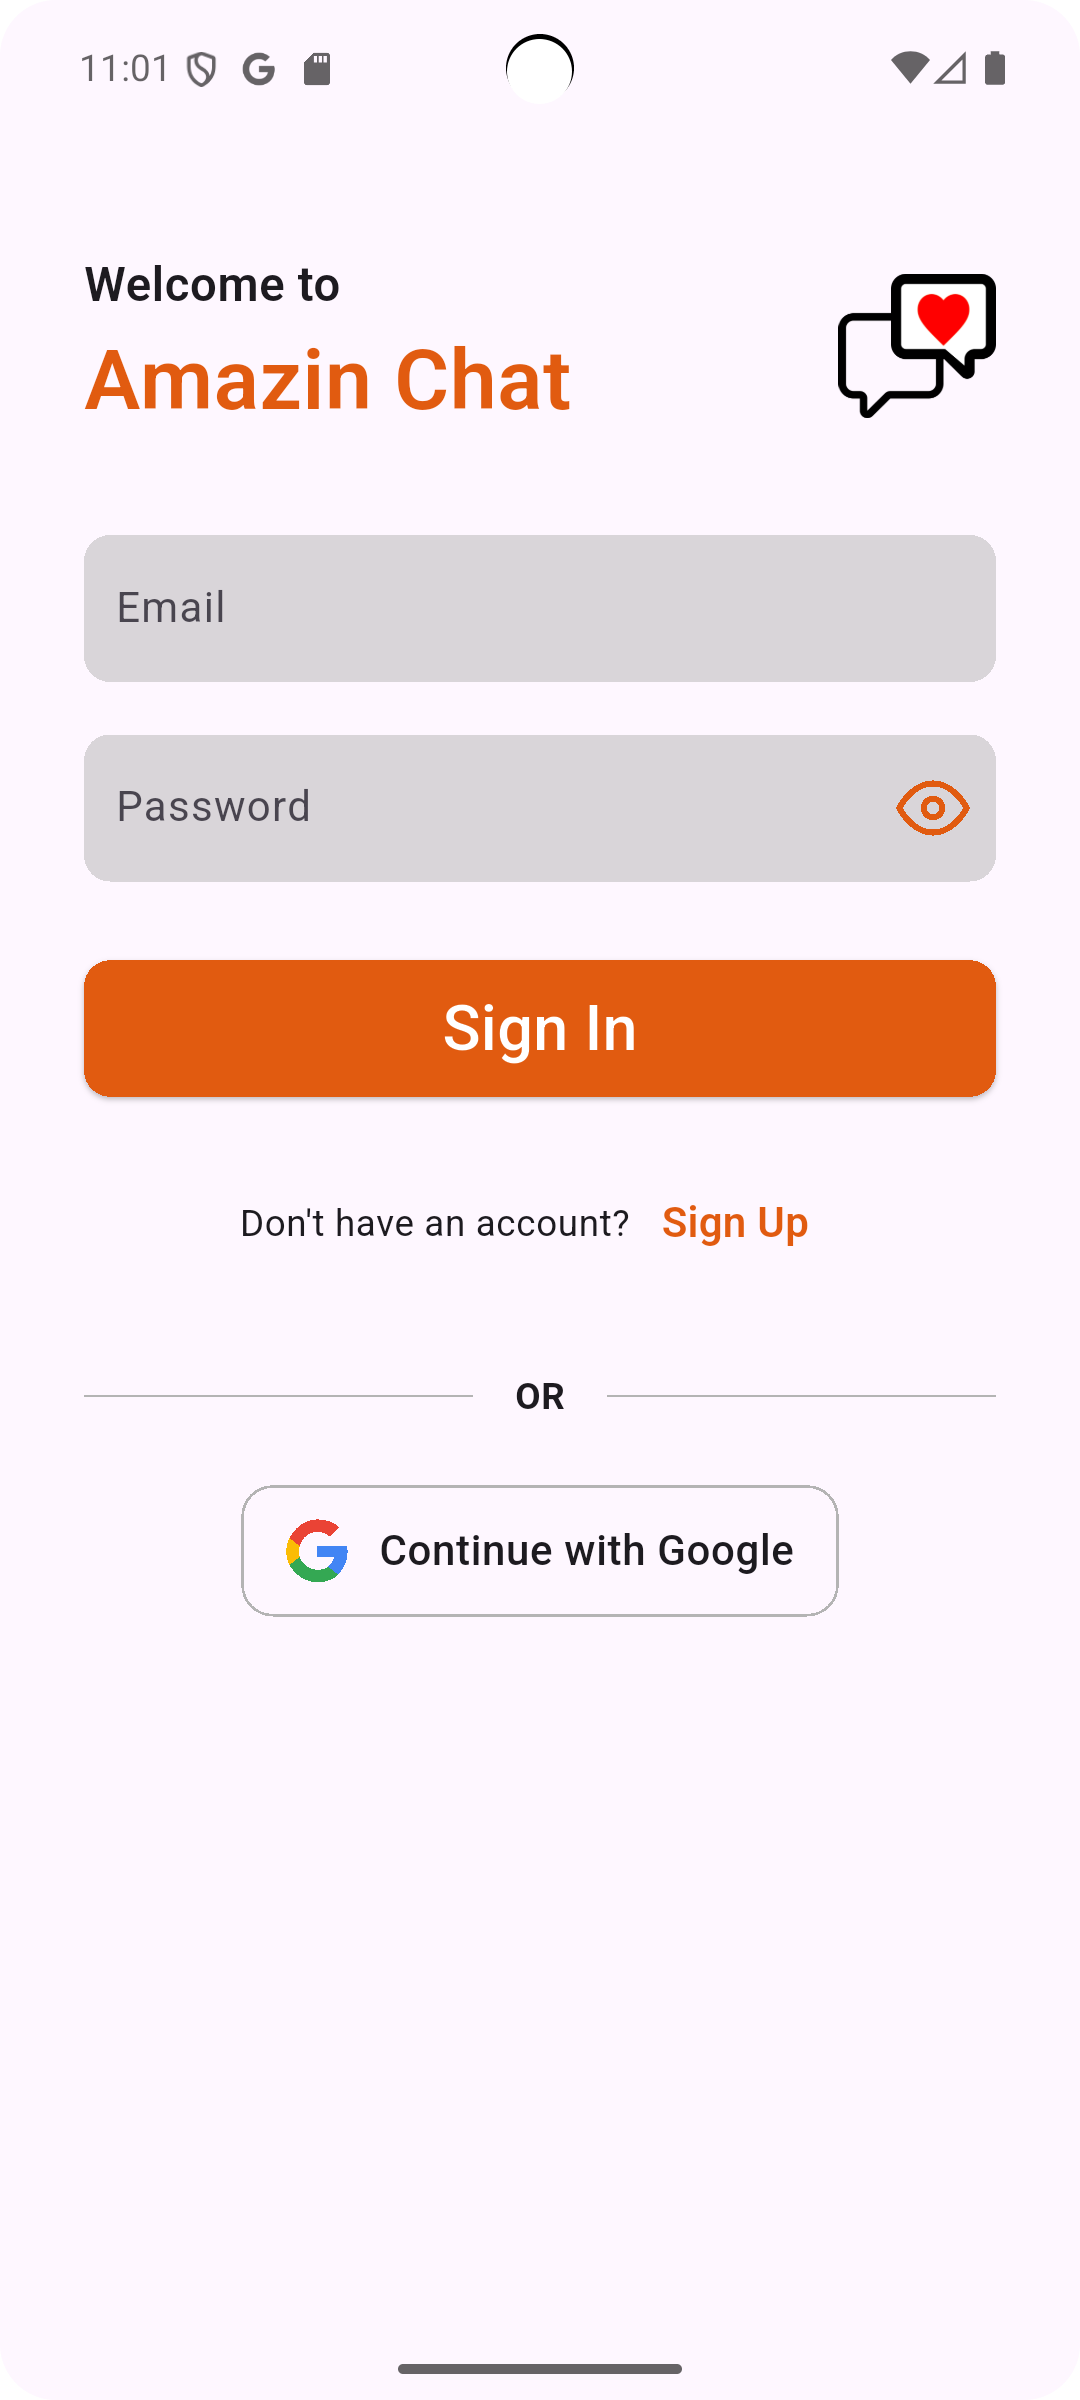 11:01
Welcome to
Amazin Chat
Email
Password
Sign In
Don't have an account? Sign Up
OR
Continue with Google